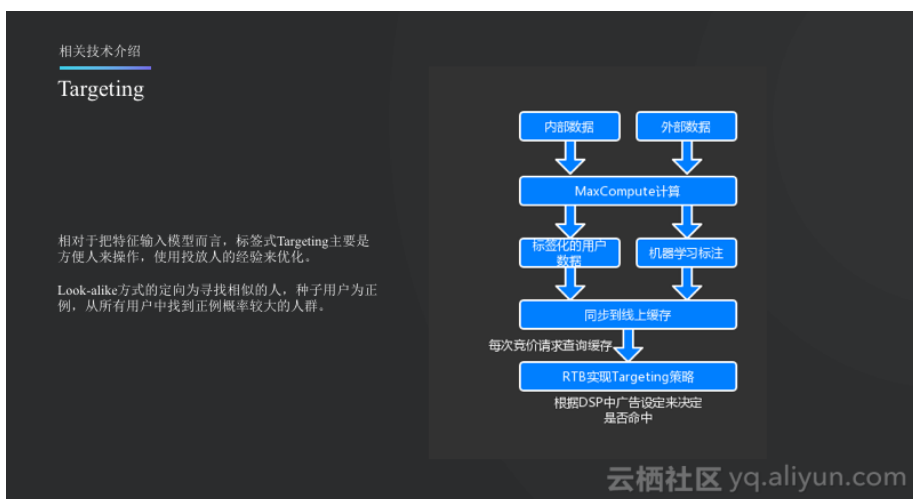 相关技术介绍
Targeting
相对于把特征输入模型而言，标签式Targeting主要是
方便人来操作，使用投放人的经验来优化。
Look-alike方式的定向为寻找相似的人，种子用户为正
例，从所有用户中找到正例概率较大的人群。
内部数据
外部数据
MaxCompute计算
标签化的用户
数据
机器学习标注
同步到线上缓存
每次竞价请求查询缓存
RTB实现Targeting策略
根据DSP中广告设定来决定
是否命中
云栖社区 yq.aliyun.com